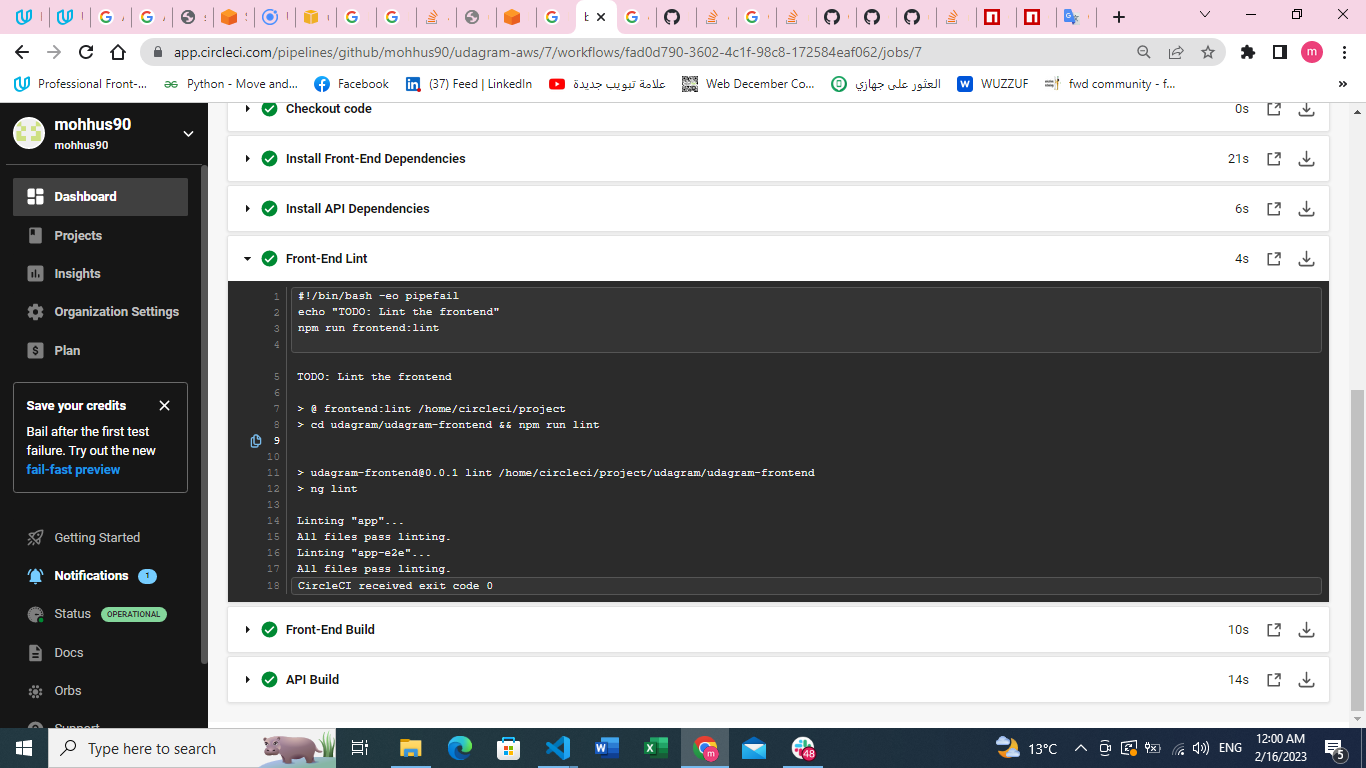 app.circleci.com/pipelines/github/mohhus90/udagram-aws/7/workflows/fad0d790-3602-4c1f-98c8-172584eaf062/jobs/7
m
Professional Front-...
Python - Move and...
Facebook
(37) Feed | LinkedIn
علامة تبويب جديدة
Web December Co...
العثور على جهازي
WUZZUF
fwd community - f...
»
mohhus90
mohhus90
Dashboard
Projects
Insights
Organization Settings
Plan
Save your credits
Bail after the first test
failure. Try out the new
fail-fast preview
Getting Started
Notifications 1
Status OPERATIONAL
Docs
Orbs
Support
Checkout code 0s
Install Front-End Dependencies 21s
Install API Dependencies 6s
Front-End Lint 4s
1 #!/bin/bash -eo pipefail
2 echo "TODO: Lint the frontend"
3 npm run frontend:lint
4
5 TODO: Lint the frontend
6
7 > @ frontend:lint /home/circleci/project
8 > cd udagram/udagram-frontend && npm run lint
9
10
11 > udagram-frontend@0.0.1 lint /home/circleci/project/udagram/udagram-frontend
12 > ng lint
13
14 Linting "app"...
15 All files pass linting.
16 Linting "app-e2e"...
17 All files pass linting.
18 CircleCI received exit code 0
Front-End Build 10s
API Build 14s
Type here to search
48
13°C
ENG
12:00 AM
2/16/2023
5